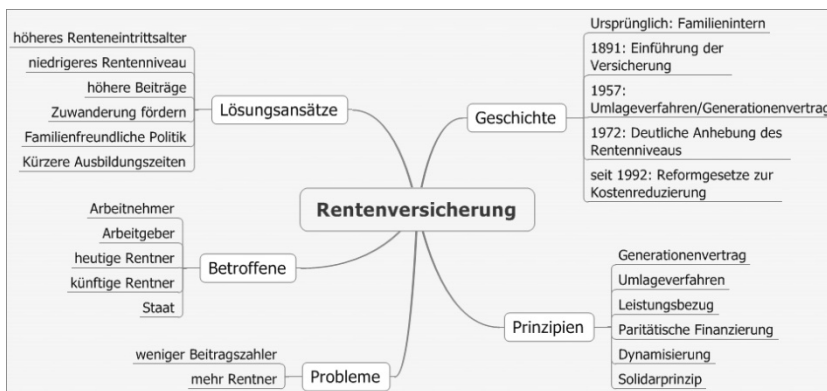 Rentenversicherung
Lösungsansätze
höheres Renteneintrittsalter
niedrigeres Rentenniveau
höhere Beiträge
Zuwanderung fördern
Familienfreundliche Politik
Kürzere Ausbildungszeiten
Betroffene
Arbeitnehmer
Arbeitgeber
heutige Rentner
künftige Rentner
Staat
Probleme
weniger Beitragszahler
mehr Rentner
Geschichte
Ursprünglich: Familienintern
1891: Einführung der
Versicherung
1957:
Umlageverfahren/Generationenvertrag
1972: Deutliche Anhebung des
Rentenniveaus
seit 1992: Reformgesetze zur
Kostenreduzierung
Prinzipien
Generationenvertrag
Umlageverfahren
Leistungsbezug
Paritätische Finanzierung
Dynamisierung
Solidarprinzip